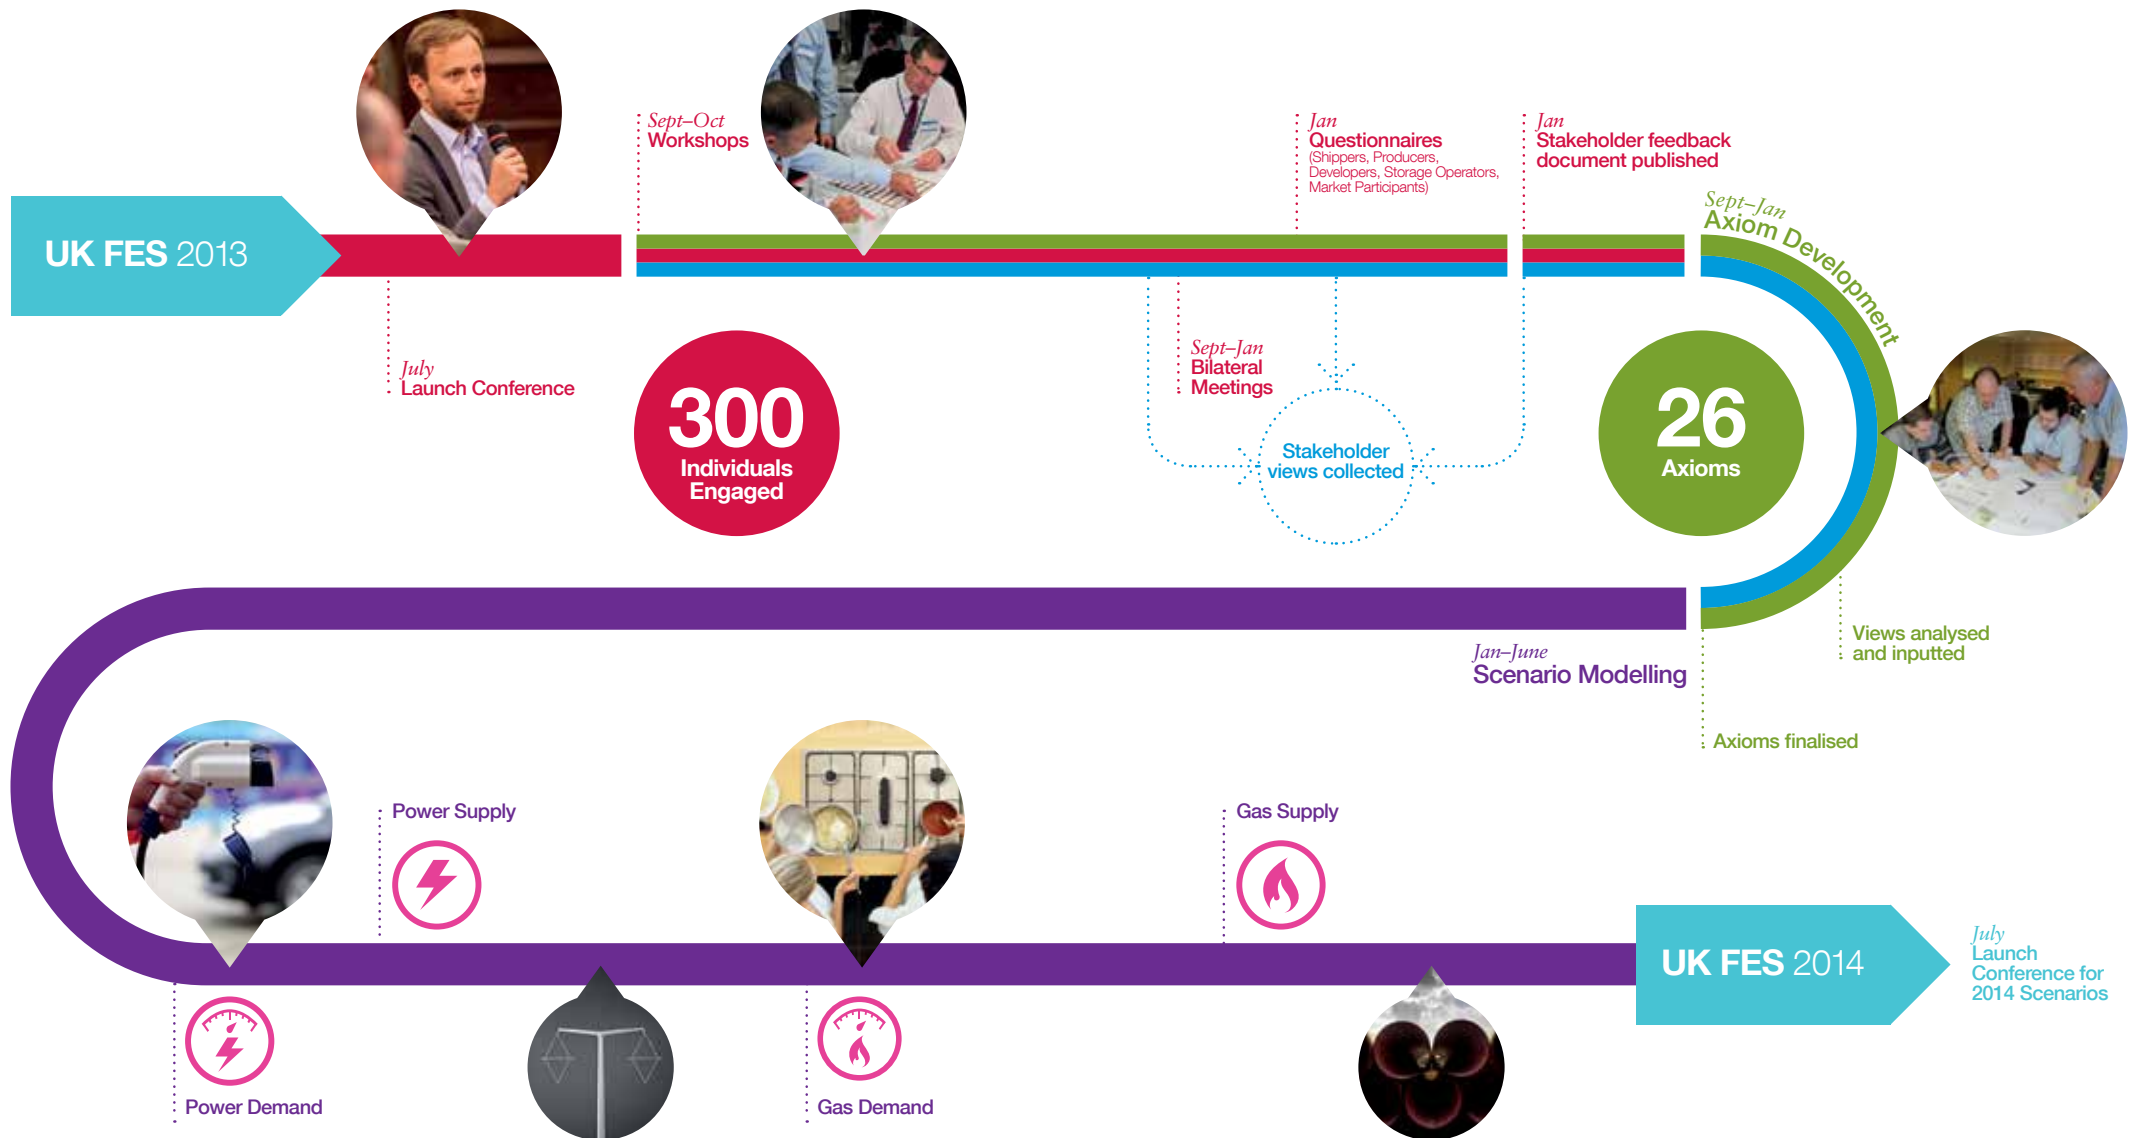 UK FES 2013
July
Launch Conference
Sept–Oct
Workshops
300
Individuals
Engaged
Sept–Jan
Bilateral
Meetings
Jan
Questionnaires
(Shippers, Producers,
Developers, Storage Operators,
Market Participants)
Stakeholder
views collected
Jan
Stakeholder feedback
document published
Sept–Jan
Axiom Development
26
Axioms
Views analysed
and inputted
Axioms finalised
Jan–June
Scenario Modelling
Power Demand
Power Supply
Gas Demand
Gas Supply
UK FES 2014
July
Launch
Conference for
2014 Scenarios